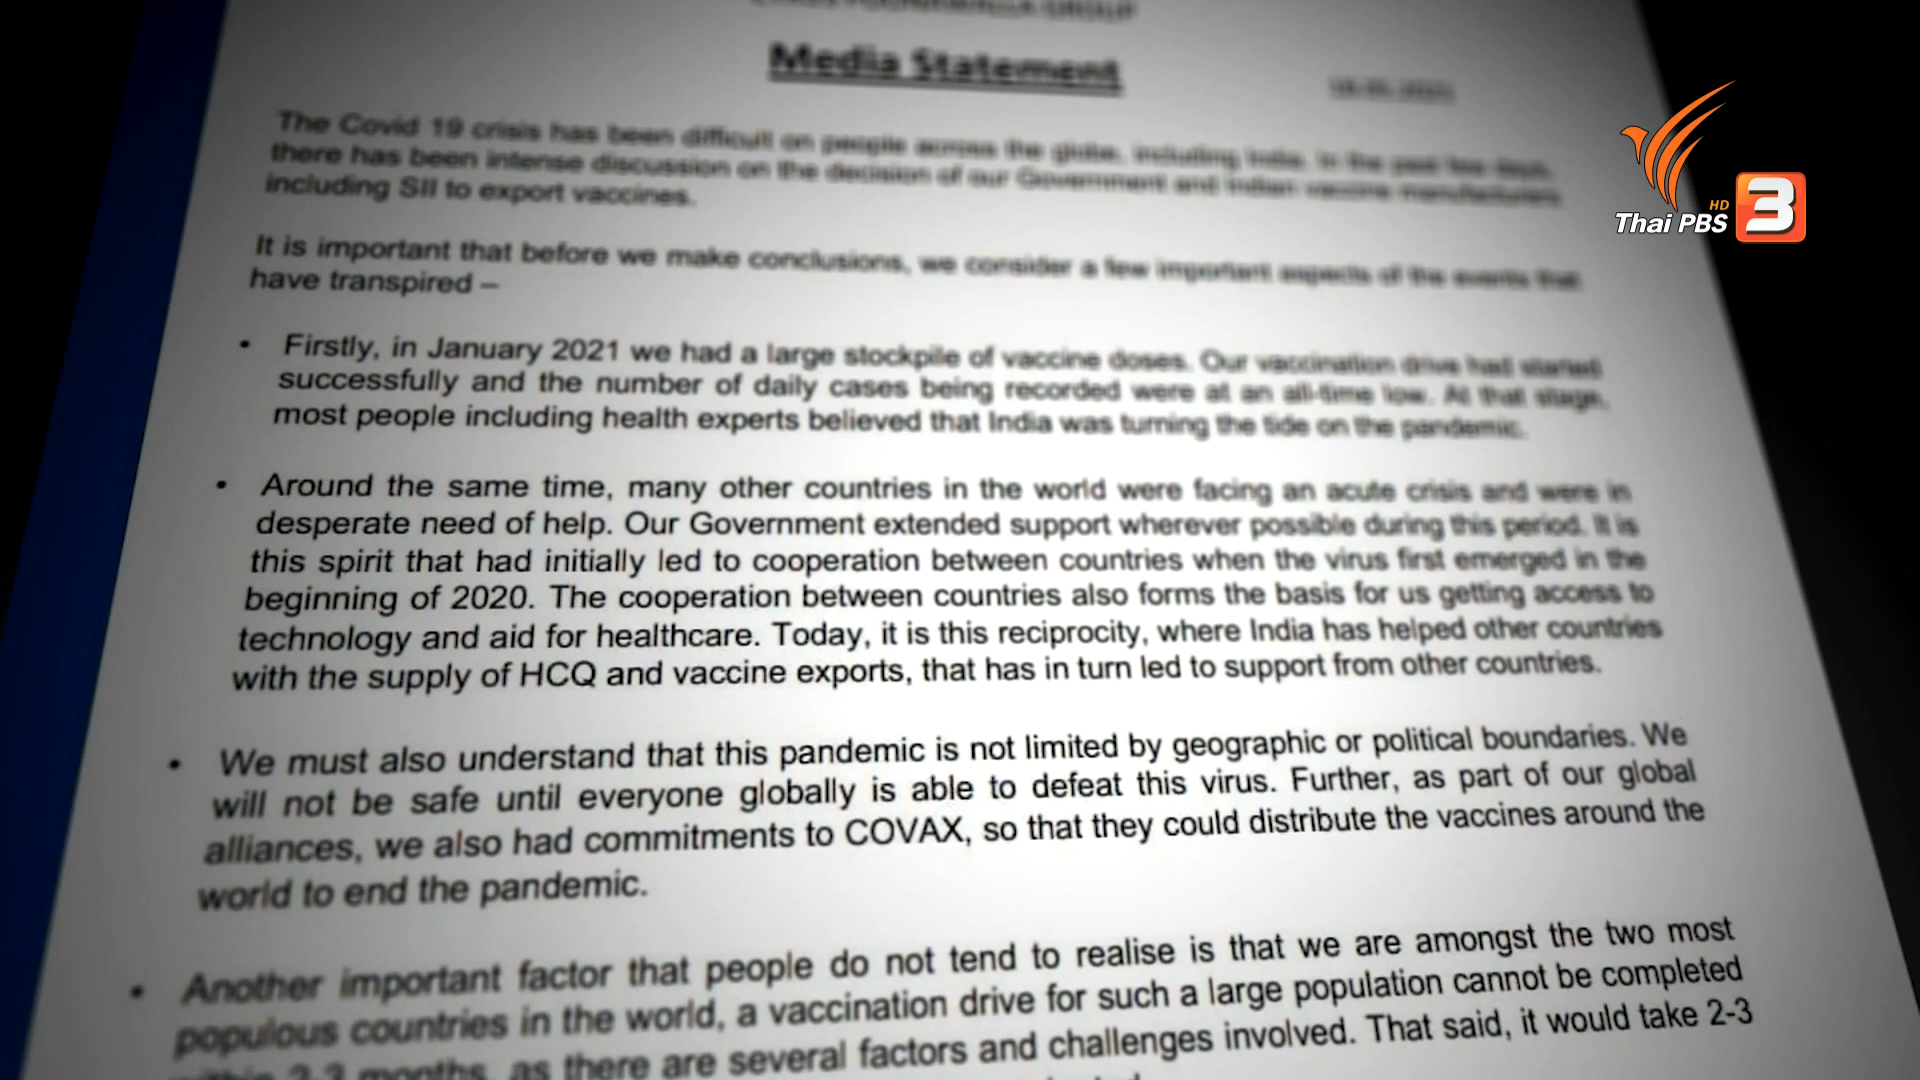 GROUP
Media Statement
The Covid 19 crisis has been difficult on people across the globe, including India. In the past few days,
there has been intense discussion on the decision of our Government and Indian vaccine manufacturers
including SII to export vaccines.
It is important that before we make conclusions, we consider a few important aspects of the events that
have transpired –
• Firstly, in January 2021 we had a large stockpile of vaccine doses. Our vaccination drive had started
successfully and the number of daily cases being recorded were at an all-time low. At that stage,
most people including health experts believed that India was turning the tide on the pandemic.
• Around the same time, many other countries in the world were facing an acute crisis and were in
desperate need of help. Our Government extended support wherever possible during this period. It is
this spirit that had initially led to cooperation between countries when the virus first emerged in the
beginning of 2020. The cooperation between countries also forms the basis for us getting access to
technology and aid for healthcare. Today, it is this reciprocity, where India has helped other countries
with the supply of HCQ and vaccine exports, that has in turn led to support from other countries.
• We must also understand that this pandemic is not limited by geographic or political boundaries. We
will not be safe until everyone globally is able to defeat this virus. Further, as part of our global
alliances, we also had commitments to COVAX, so that they could distribute the vaccines around the
world to end the pandemic.
• Another important factor that people do not tend to realise is that we are amongst the two most
populous countries in the world, a vaccination drive for such a large population cannot be completed
within 2-3 months, as there are several factors and challenges involved. That said, it would take 2-3
Thai PBS HD 3